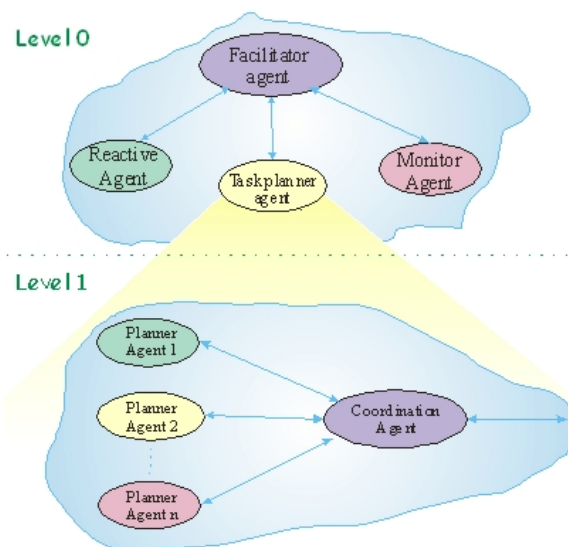 Level 0
Facilitator
agent
Reactive
Agent
Monitor
Agent
Taskplanner
agent
Level 1
Planner
Agent 1
Planner
Agent 2
Coordination
Agent
Planner
Agent n